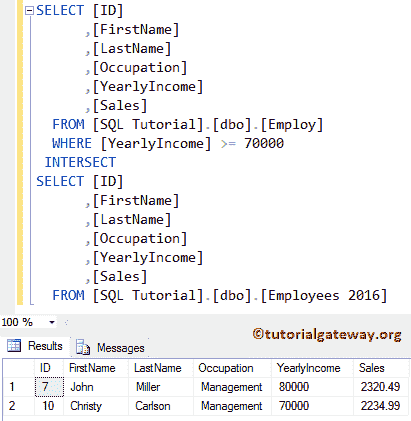 SELECT [ID]
,[FirstName]
,[LastName]
,[Occupation]
,[YearlyIncome]
,[Sales]
FROM [SQL Tutorial].[dbo].[Employ]
WHERE [YearlyIncome] >= 70000
INTERSECT
SELECT [ID]
,[FirstName]
,[LastName]
,[Occupation]
,[YearlyIncome]
,[Sales]
FROM [SQL Tutorial].[dbo].[Employees 2016]
100 %
©tutorialgateway.org
Results Messages
ID FirstName LastName Occupation YearlyIncome Sales
1 7 John Miller Management 80000 2320.49
2 10 Christy Carlson Management 70000 2234.99